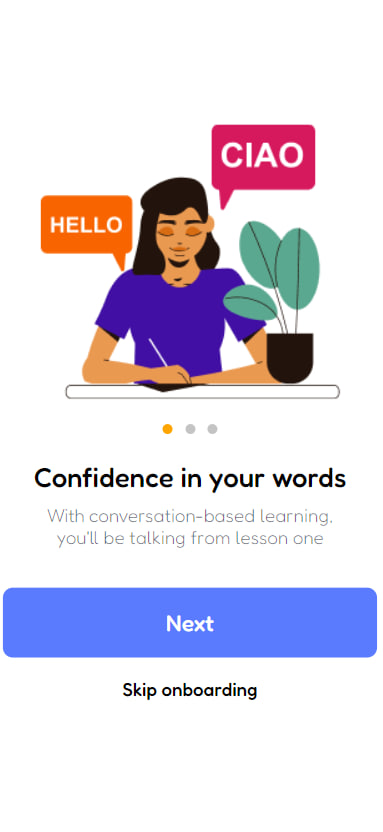 CIAO
HELLO
Confidence in your words
With conversation-based learning,
you'll be talking from lesson one
Next
Skip onboarding